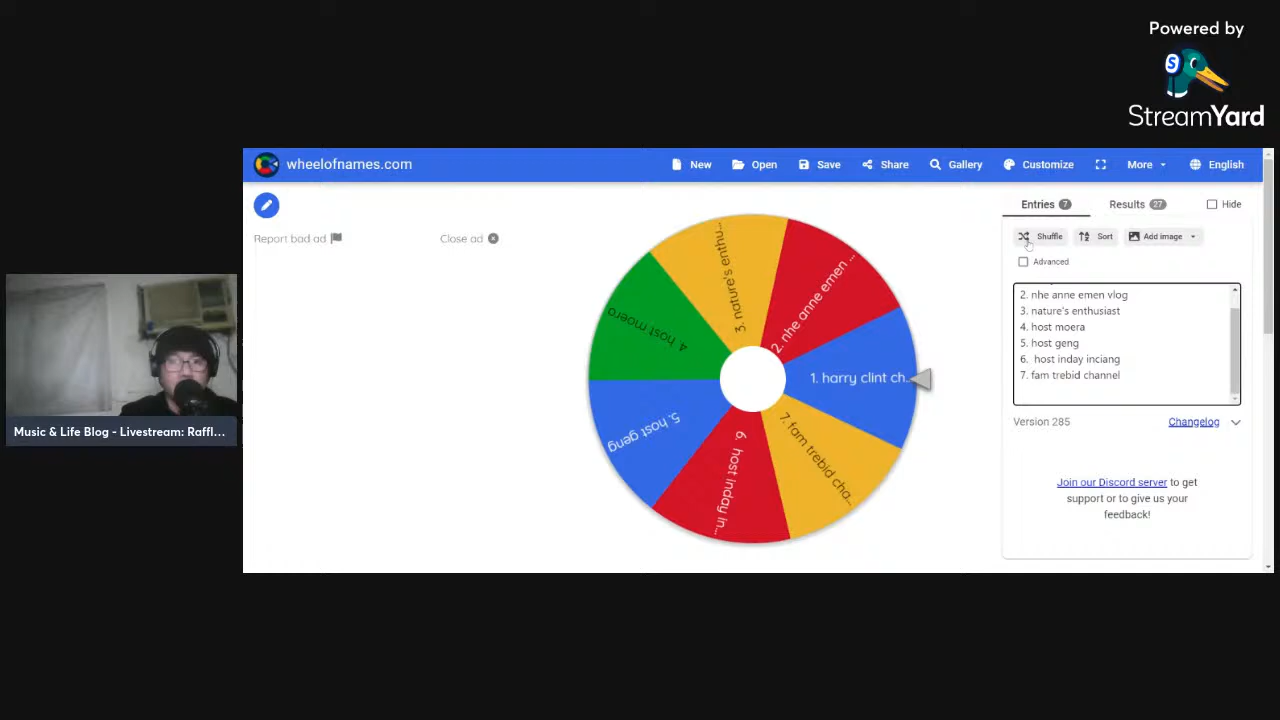 Powered by
StreamYard
wheelofnames.com
New
Open
Save
Share
Gallery
Customize
More
English
Report bad ad
Close ad
Entries 7
Results 27
Hide
Shuffle
Sort
Add image
Advanced
2. nhe anne emen vlog
3. nature's enthusiast
4. host moera
5. host geng
6. host inday inciang
7. fam trebid channel
Version 285
Changelog
Join our Discord server to get
support or to give us your
feedback!
1. harry clint ch...
2. nhe anne emen ...
3. nature's enthu...
4. host moera
5. host geng
6. host inday in...
7. fam trebid cha...
Music & Life Blog - Livestream: Raffl...